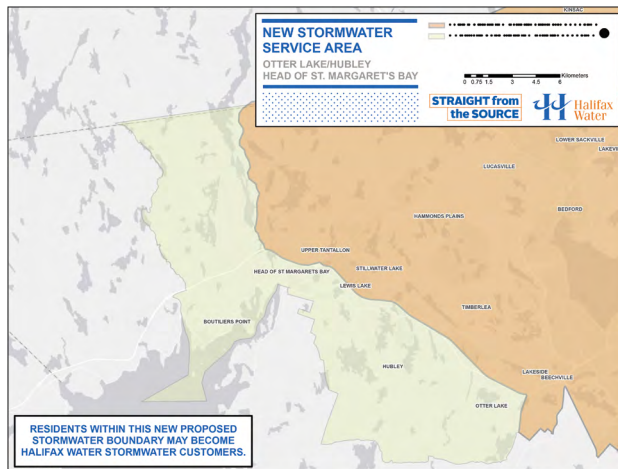 KINSAC
NEW STORMWATER
SERVICE AREA
OTTER LAKE/HUBLEY
HEAD OF ST. MARGARET'S BAY
Kilometers
0 0.75 1.5 3 4.5 6
STRAIGHT from
the SOURCE
Halifax
Water
LOWER SACKVILLE
LAKEVI
LUCASVILLE
BEDFORD
HAMMONDS PLAINS
UPPER TANTALLON
HEAD OF ST MARGARETS BAY
STILLWATER LAKE
LEWIS LAKE
TIMBERLEA
BOUTILIERS POINT
HUBLEY
LAKESIDE
BEECHVILLE
OTTER LAKE
RESIDENTS WITHIN THIS NEW PROPOSED
STORMWATER BOUNDARY MAY BECOME
HALIFAX WATER STORMWATER CUSTOMERS.